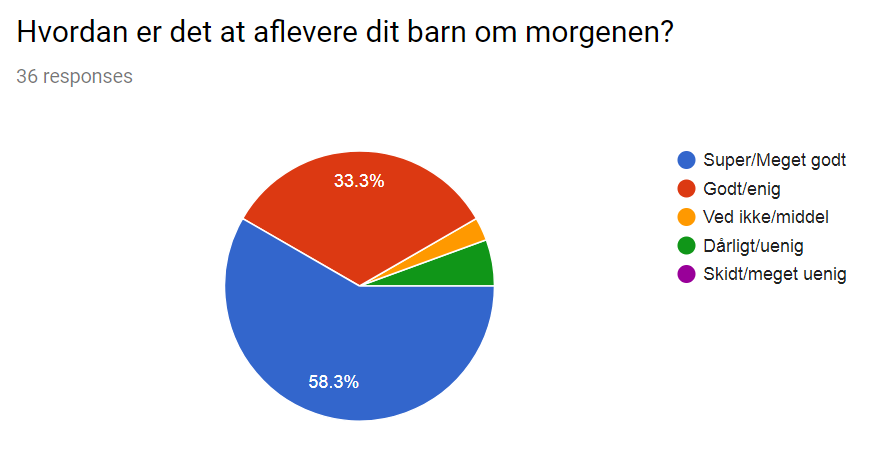 Hvordan er det at aflevere dit barn om morgenen?
36 responses
33.3%
58.3%
Super/Meget godt
Godt/enig
Ved ikke/middel
Dårligt/uenig
Skidt/meget uenig